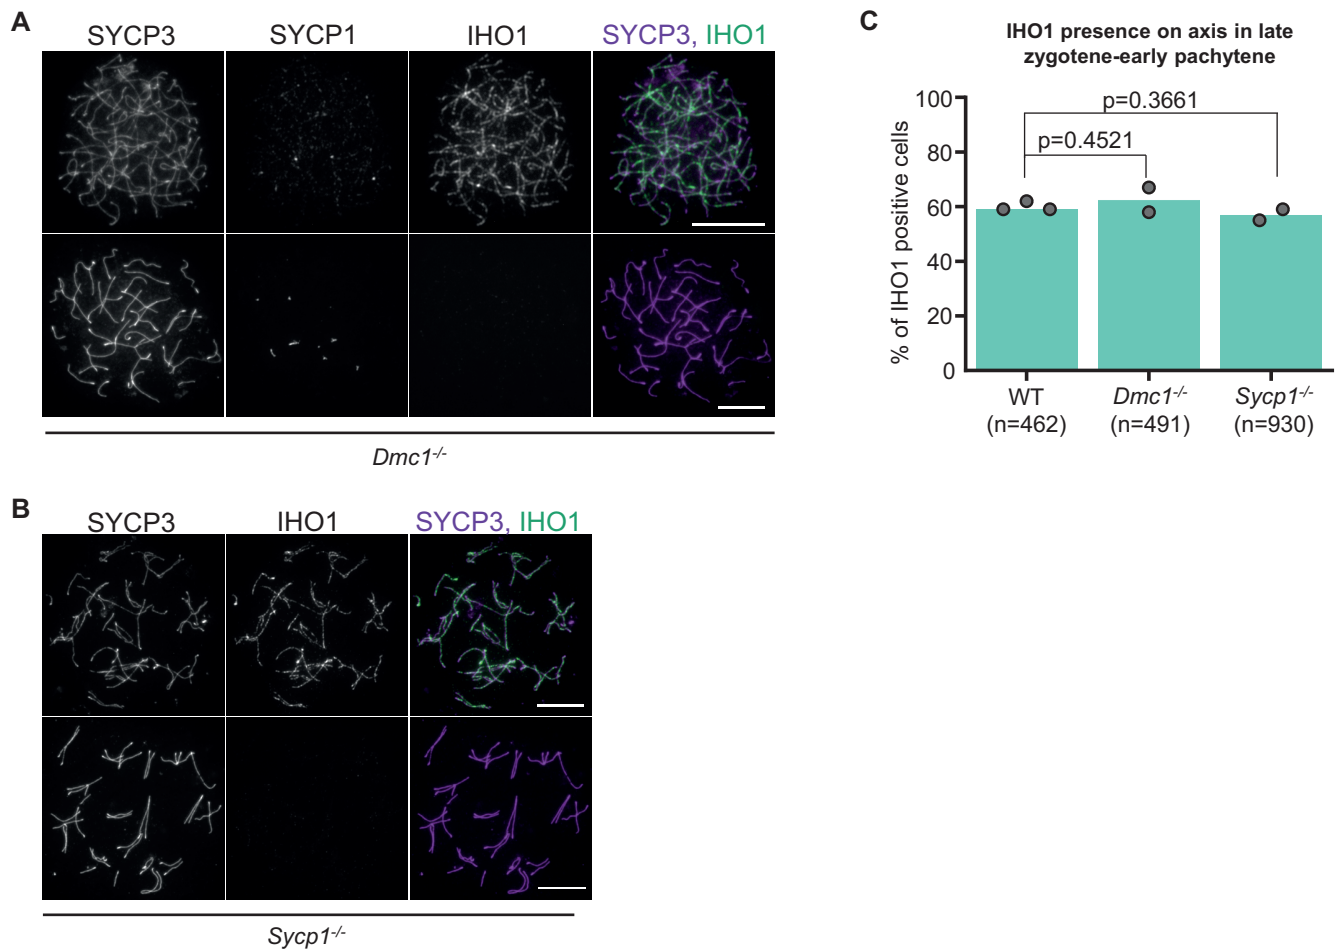 A
SYCP3 SYCP1 IHO1 SYCP3, IHO1
Dmc1-/-
B
SYCP3 IHO1 SYCP3, IHO1
Sycp1-/-
C
IHO1 presence on axis in late
zygotene-early pachytene
% of IHO1 positive cells
100
80
60
40
20
0
p=0.3661
p=0.4521
WT Dmc1-/- Sycp1-/-
(n=462) (n=491) (n=930)